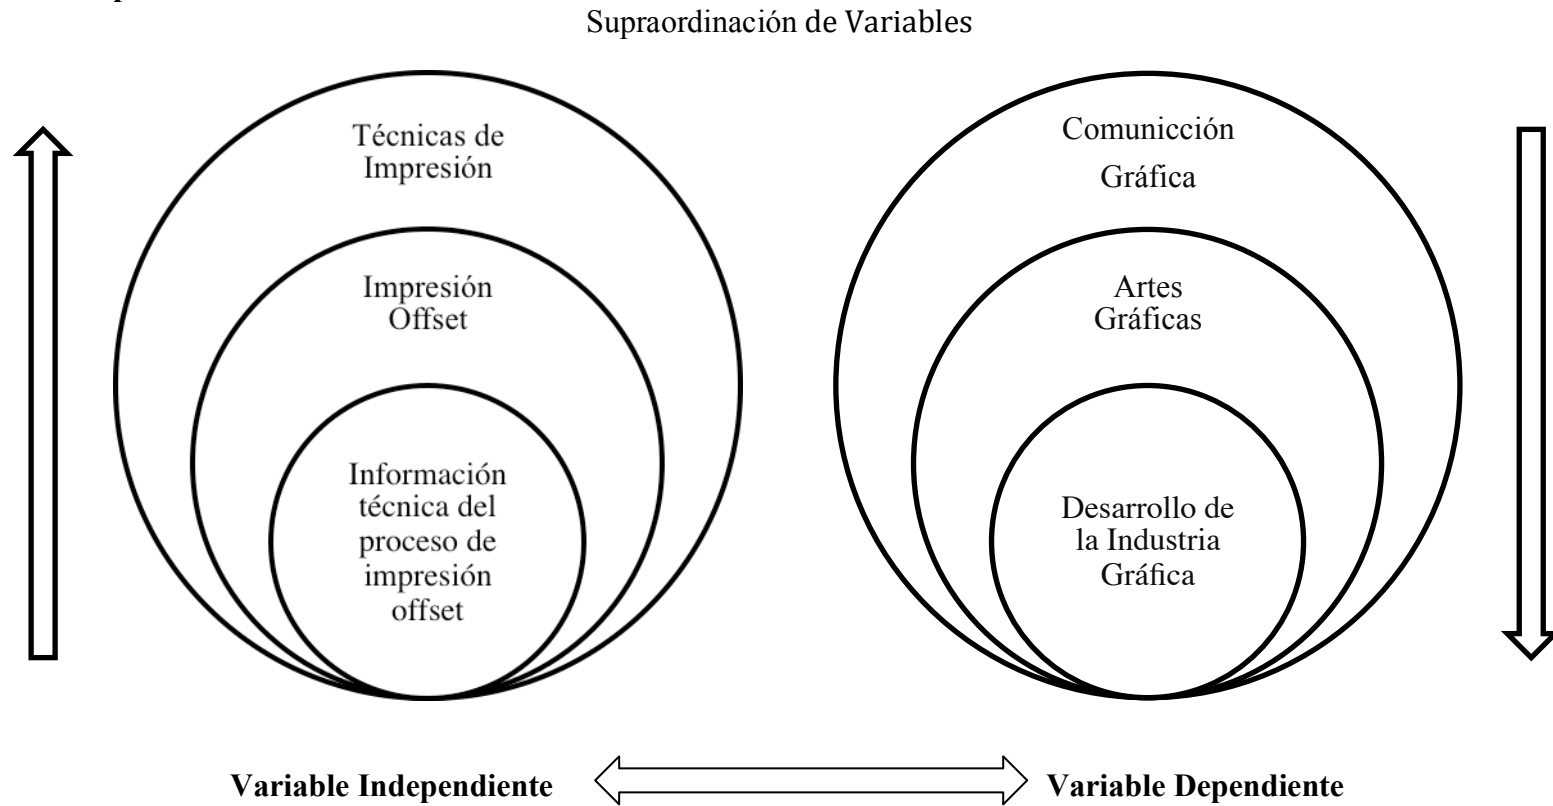 Supraordinación de Variables
Técnicas de
Impresión
Impresión
Offset
Información
técnica del
proceso de
impresión
offset
Comunicción
Gráfica
Artes
Gráficas
Desarrollo de
la Industria
Gráfica
Variable Independiente
Variable Dependiente